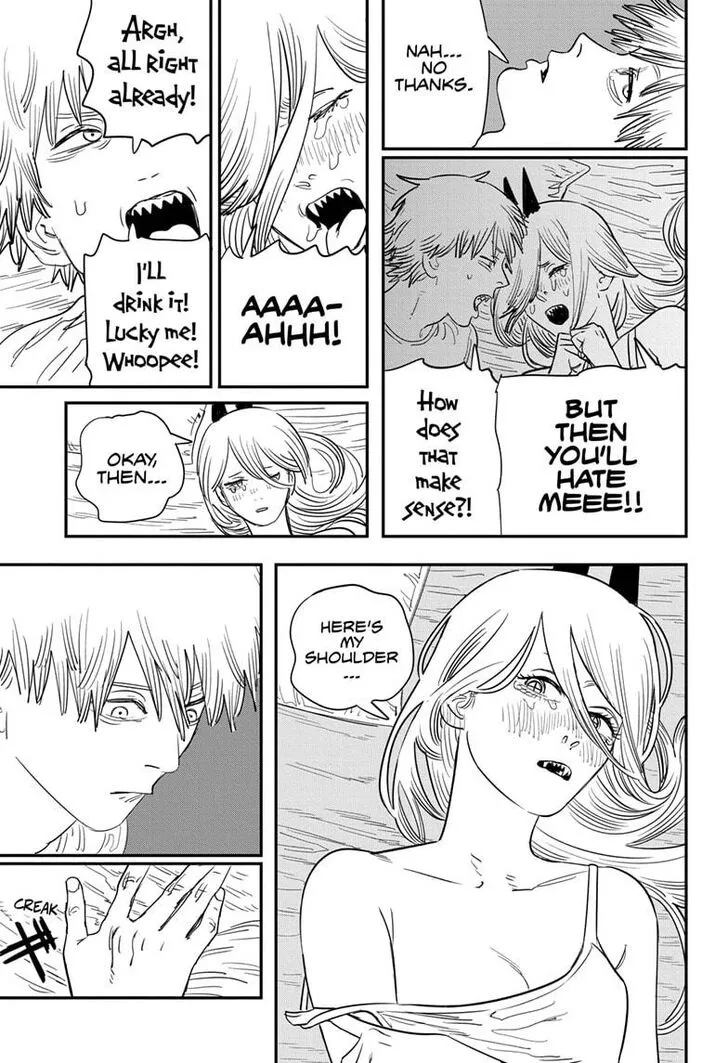 NAH...
NO
THANKS.
BUT
THEN
YOU'LL
HATE
MEEE!!
HOW
DOES
THAT
MAKE
SENSE?!
AAAA-
AHHH!
ARGH,
ALL RIGHT
ALREADY!
I'LL
DRINK IT!
LUCKY ME!
WHOOPEE!
OKAY,
THEN...
HERE'S
MY
SHOULDER
...
CREAK